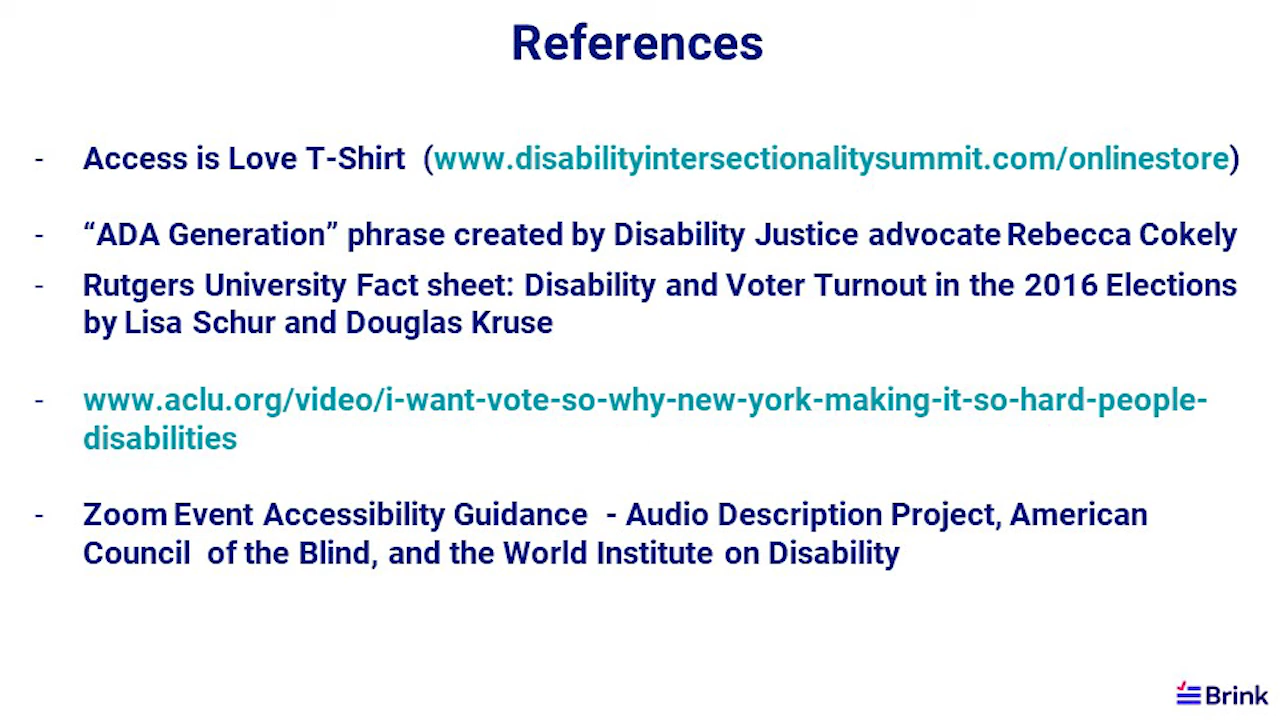 References
- Access is Love T-Shirt (www.disabilityintersectionalitysummit.com/onlinestore)
- “ADA Generation” phrase created by Disability Justice advocate Rebecca Cokely
- Rutgers University Fact sheet: Disability and Voter Turnout in the 2016 Elections
by Lisa Schur and Douglas Kruse
- www.aclu.org/video/i-want-vote-so-why-new-york-making-it-so-hard-people-
disabilities
- Zoom Event Accessibility Guidance - Audio Description Project, American
Council of the Blind, and the World Institute on Disability
Brink